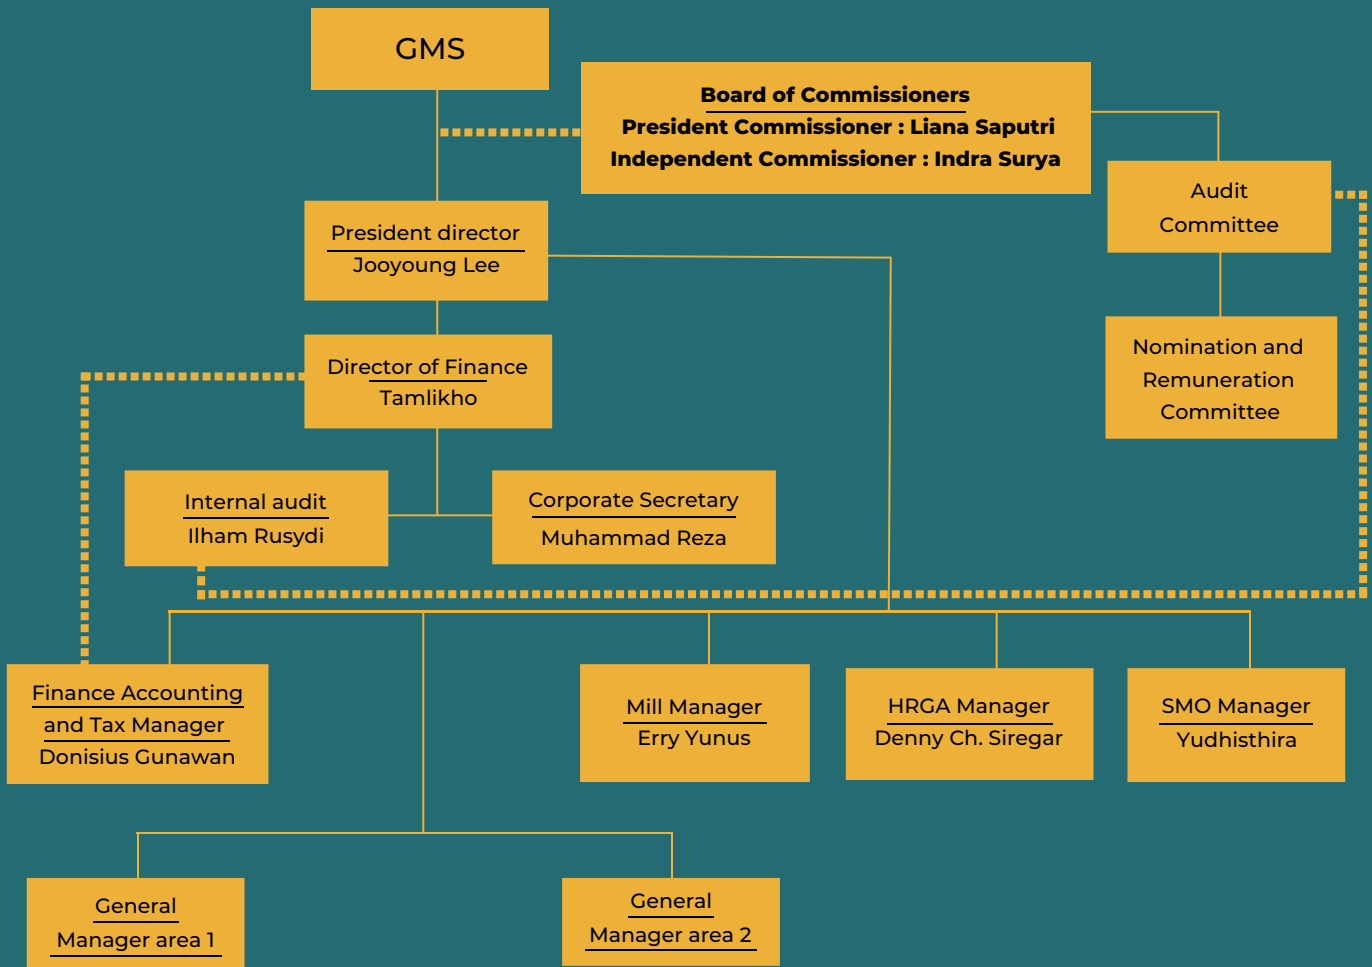 GMS
Board of Commissioners
President Commissioner : Liana Saputri
Independent Commissioner : Indra Surya
Audit
Committee
President director
Jooyoung Lee
Nomination and
Remuneration
Committee
Director of Finance
Tamlikho
Internal audit
Ilham Rusydi
Corporate Secretary
Muhammad Reza
Finance Accounting
and Tax Manager
Donisius Gunawan
Mill Manager
Erry Yunus
HRGA Manager
Denny Ch. Siregar
SMO Manager
Yudhisthira
General
Manager area 1
General
Manager area 2